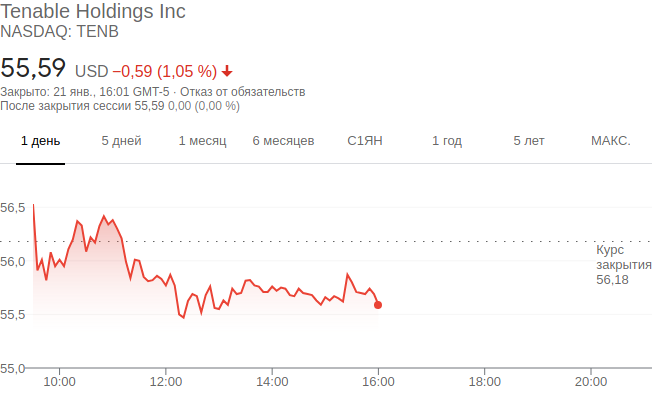 Tenable Holdings Inc
NASDAQ: TENB
55,59 USD −0,59 (1,05 %)
Закрыто: 21 янв., 16:01 GMT-5 · Отказ от обязательств
После закрытия сессии 55,59 0,00 (0,00 %)
1 день 5 дней 1 месяц 6 месяцев С1ЯН 1 год 5 лет МАКС.
56,5
56,0
55,5
55,0
Курс
закрытия
56,18
10:00 12:00 14:00 16:00 18:00 20:00